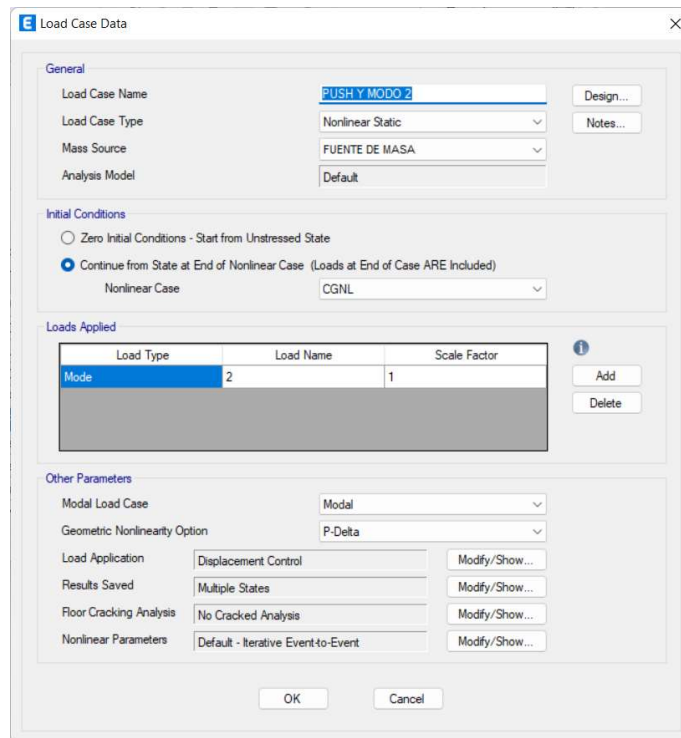 E Load Case Data
General
Load Case Name PUSH Y MODO 2 Design...
Load Case Type Nonlinear Static Notes...
Mass Source FUENTE DE MASA
Analysis Model Default
Initial Conditions
Zero Initial Conditions - Start from Unstressed State
Continue from State at End of Nonlinear Case (Loads at End of Case ARE Included)
Nonlinear Case CGNL
Loads Applied
Load Type Load Name Scale Factor
Mode 2 1 Add
Delete
Other Parameters
Modal Load Case Modal
Geometric Nonlinearity Option P-Delta
Load Application Displacement Control Modify/Show...
Results Saved Multiple States Modify/Show...
Floor Cracking Analysis No Cracked Analysis Modify/Show...
Nonlinear Parameters Default - Iterative Event-to-Event Modify/Show...
OK Cancel